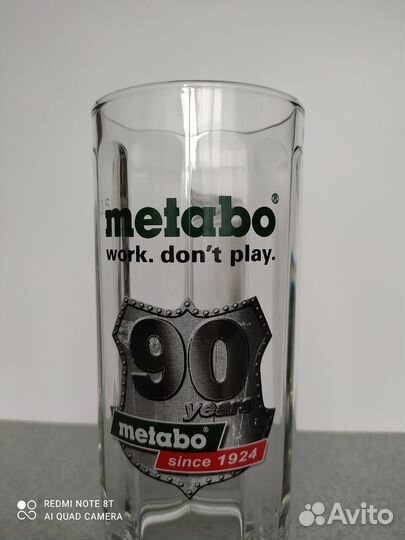 metabo®
work. don't play.
90
years
metabo®
since 1924
REDMI NOTE 8T
AI QUAD CAMERA
Avito